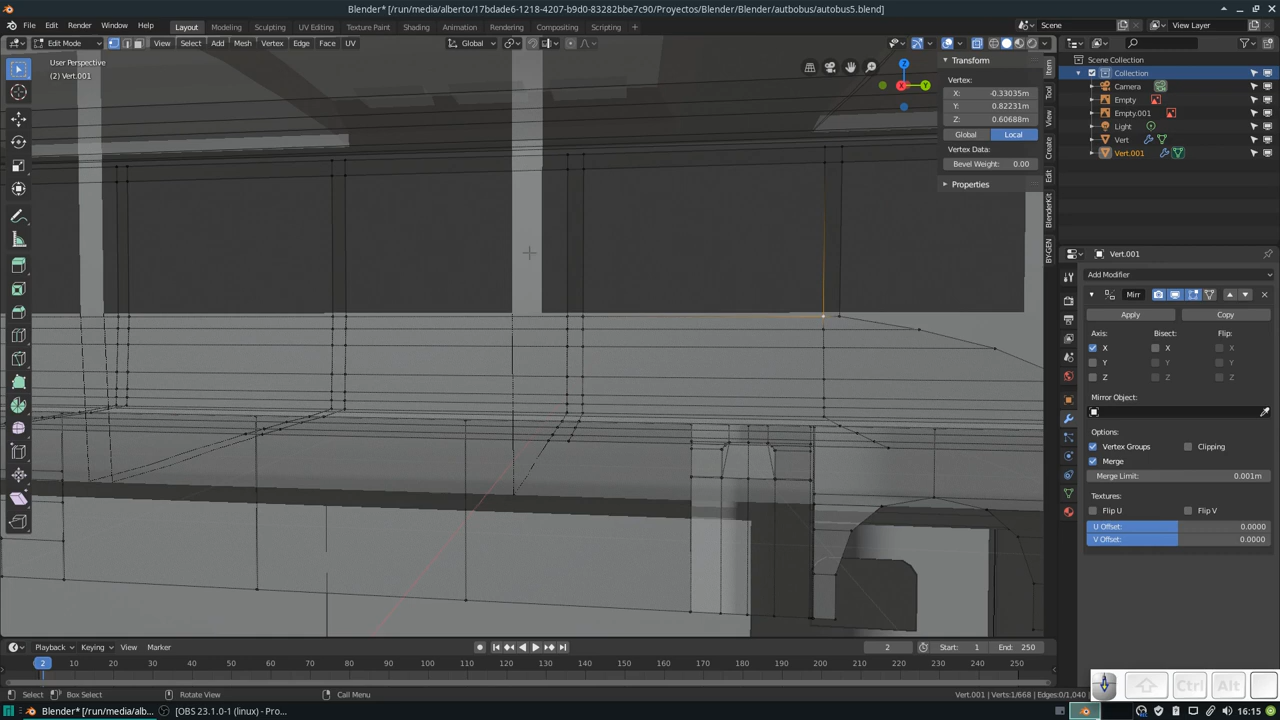 Blender* [/run/media/alberto/17bdade6-1218-4207-b9d0-83282bbe7c90/Proyectos/Blender/Blender/autbobus/autobus5.blend]
File Edit Render Window Help Layout Modeling Sculpting UV Editing Texture Paint Shading Animation Rendering Compositing Scripting Scene View Layer
Edit Mode View Select Add Mesh Vertex Edge Face UV Global
User Perspective
(2) Vert.001
Transform
Vertex:
X: -0.33035m
Y: 0.82231m
Z: 0.60688m
Global Local
Vertex Data:
Bevel Weight: 0.00
Properties
Item
Tool
View
Create
Edit
BlenderKit
BY-GEN
Z
X
Y
Scene Collection
Collection
Camera
Empty
Empty.001
Light
Vert
Vert.001
Vert.001
Add Modifier
Mirr
Apply Copy
Axis: Bisect: Flip:
X X X
Y Y Y
Z Z Z
Mirror Object:
Options:
Vertex Groups Clipping
Merge
Merge Limit: 0.001m
Textures:
Flip U Flip V
U Offset: 0.0000
V Offset: 0.0000
Playback Keying View Marker 2 Start: 1 End: 250
2 10 20 30 40 50 60 70 80 90 100 110 120 130 140 150 160 170 180 190 200 210 220 230 240 250
Ctrl Alt
Select Box Select Rotate View Call Menu Vert.001 | Verts:1/668 | Edges:0/1,040
Blender* [/run/media/alb... [OBS 23.1.0-1 (linux) - Pro... 16:15